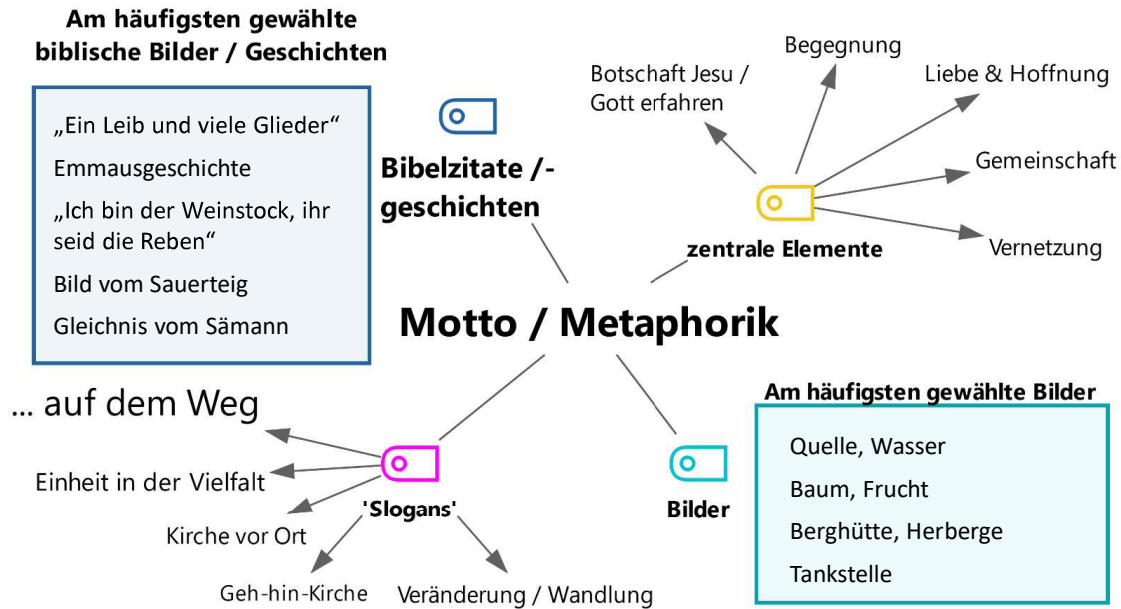 Am häufigsten gewählte
biblische Bilder / Geschichten
„Ein Leib und viele Glieder“
Emmausgeschichte
„Ich bin der Weinstock, ihr
seid die Reben“
Bild vom Sauerteig
Gleichnis vom Sämann
Bibelzitate /-
geschichten
Botschaft Jesu /
Gott erfahren
Begegnung
Liebe & Hoffnung
Gemeinschaft
Vernetzung
zentrale Elemente
Motto / Metaphorik
... auf dem Weg
Einheit in der Vielfalt
Kirche vor Ort
Geh-hin-Kirche
Veränderung / Wandlung
'Slogans'
Bilder
Am häufigsten gewählte Bilder
Quelle, Wasser
Baum, Frucht
Berghütte, Herberge
Tankstelle